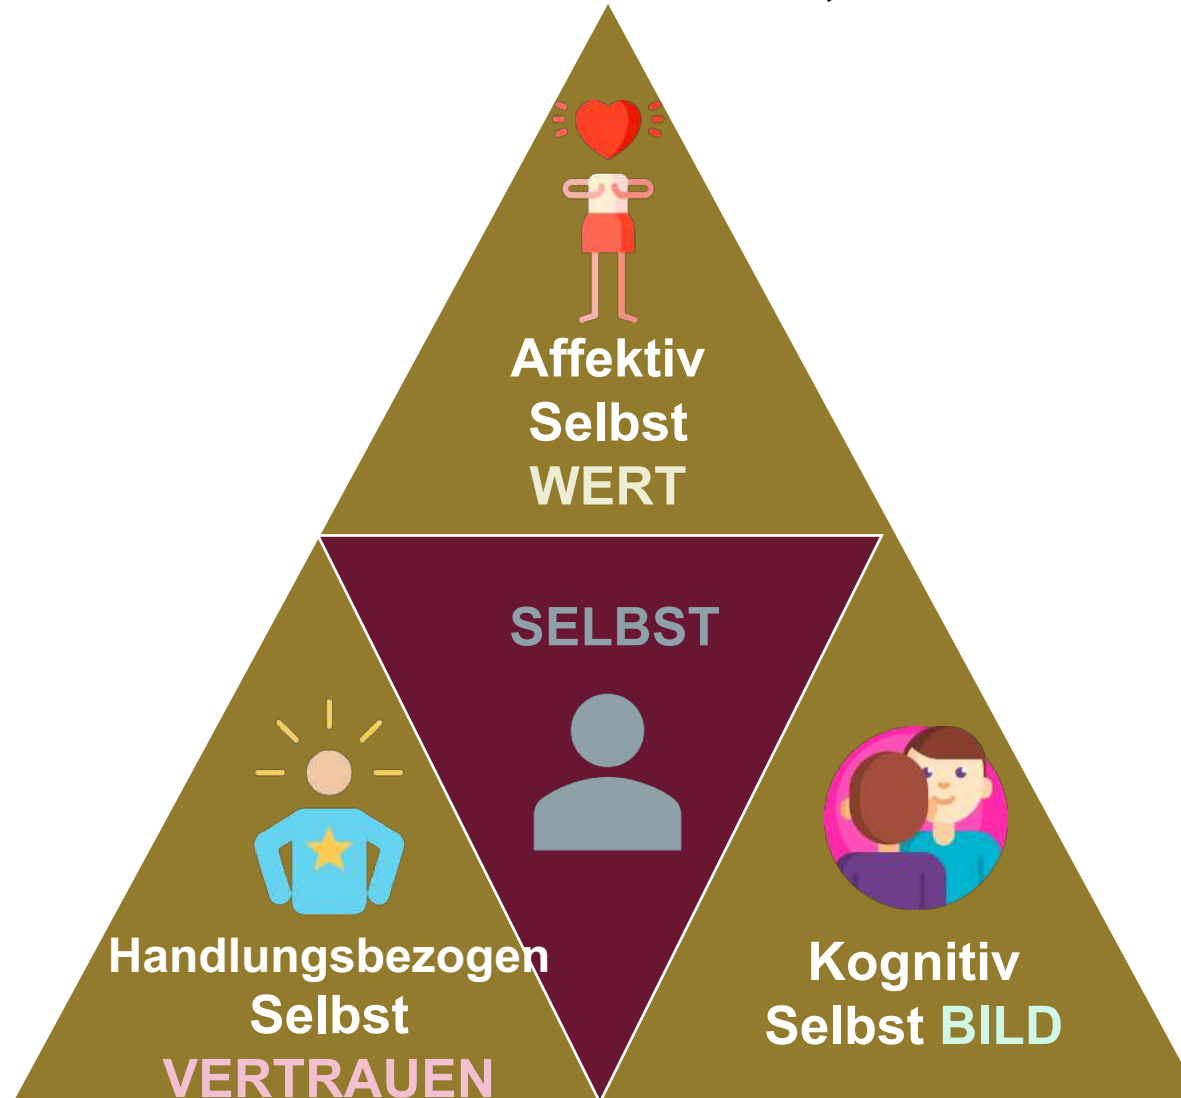 Affektiv
Selbst
WERT
SELBST
Handlungsbezogen
Selbst
VERTRAUEN
Kognitiv
Selbst BILD